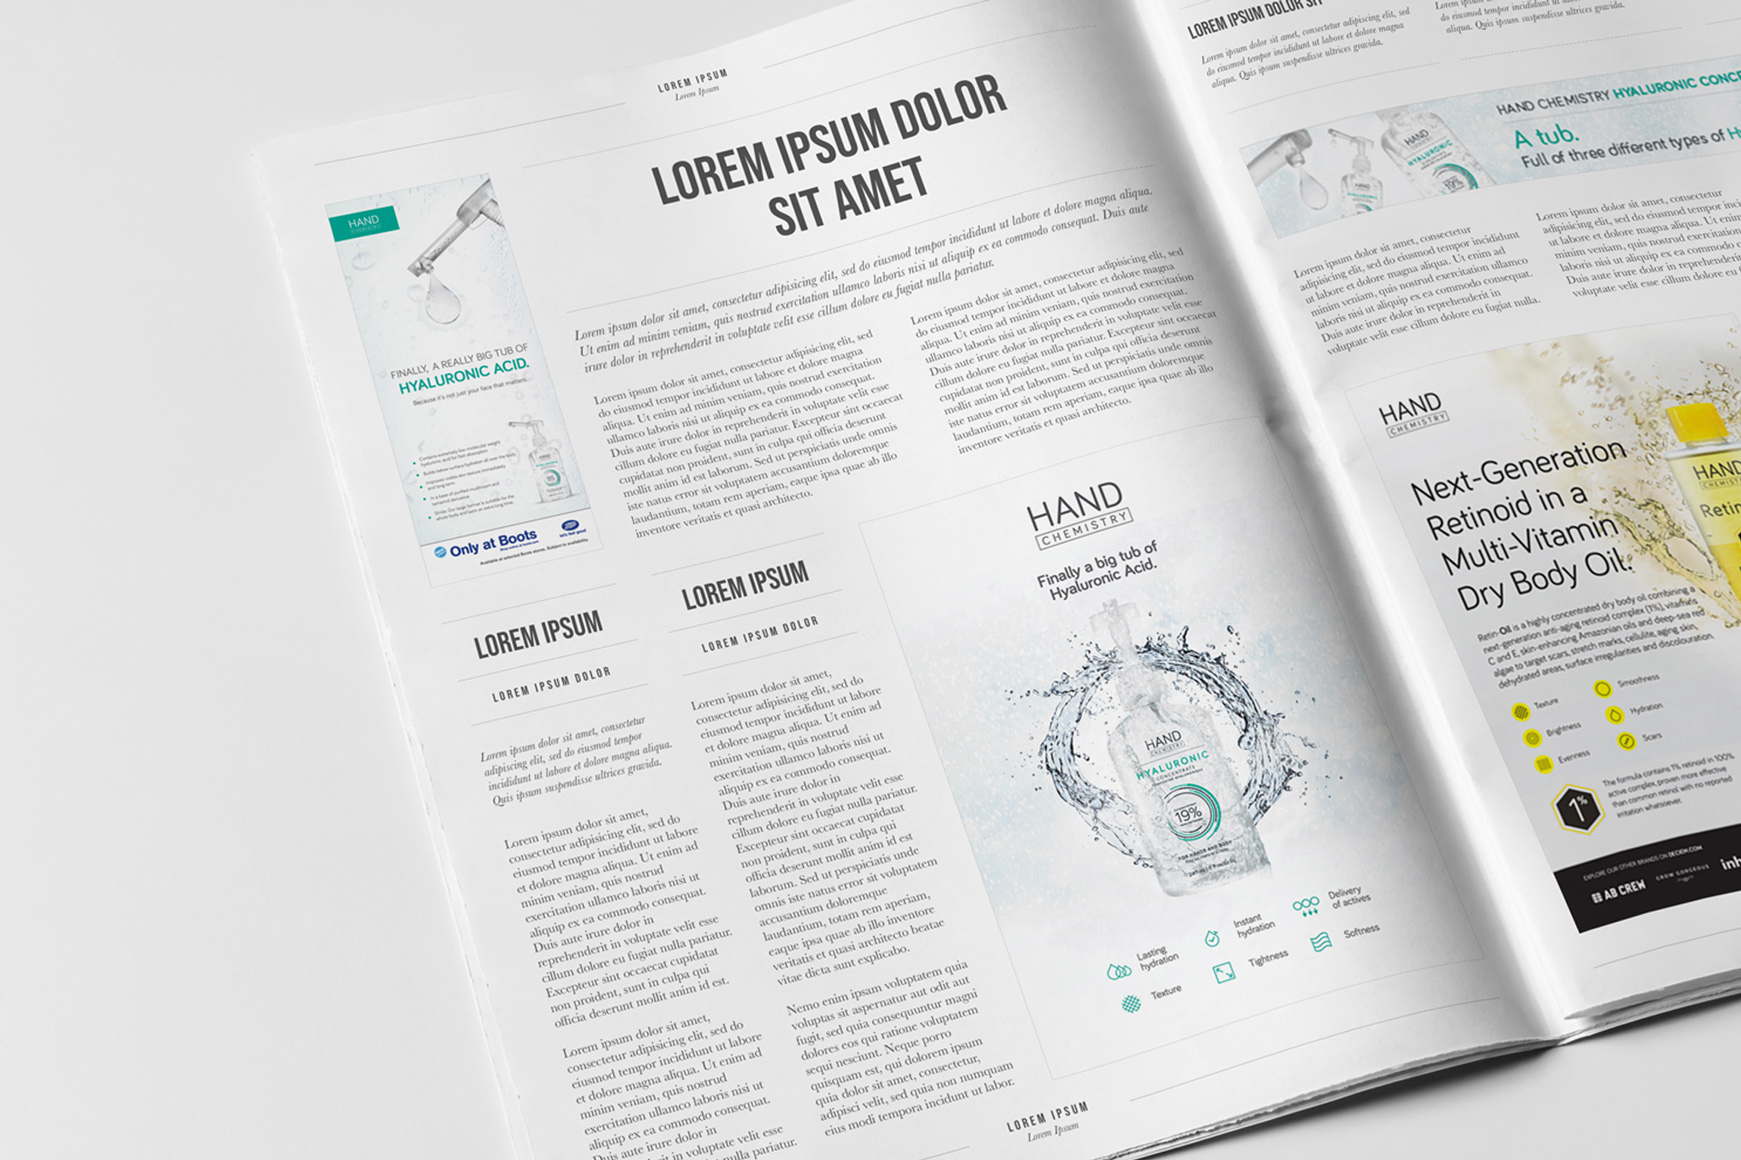 LOREM IPSUM
Lorem Ipsum
LOREM IPSUM DOLOR
SIT AMET
Lorem ipsum dolor sit amet, consectetur adipisicing elit, sed do eiusmod tempor incididunt ut labore et dolore magna aliqua.
Ut enim ad minim veniam, quis nostrud exercitation ullamco laboris nisi ut aliquip ex ea commodo consequat. Duis aute
irure dolor in reprehenderit in voluptate velit esse cillum dolore eu fugiat nulla pariatur.
HAND
CHEMISTRY
FINALLY, A REALLY BIG TUB OF
HYALURONIC ACID.
Because it's not just your face that matters.
Only at Boots
Available at selected Boots stores. Subject to availability.
Lorem ipsum dolor sit amet, consectetur adipisicing elit, sed
do eiusmod tempor incididunt ut labore et dolore magna
aliqua. Ut enim ad minim veniam, quis nostrud exercitation
ullamco laboris nisi ut aliquip ex ea commodo consequat.
Duis aute irure dolor in reprehenderit in voluptate velit esse
cillum dolore eu fugiat nulla pariatur. Excepteur sint occaecat
cupidatat non proident, sunt in culpa qui officia deserunt
mollit anim id est laborum. Sed ut perspiciatis unde omnis
iste natus error sit voluptatem accusantium doloremque
laudantium, totam rem aperiam, eaque ipsa quae ab illo
inventore veritatis et quasi architecto.
Lorem ipsum dolor sit amet, consectetur adipisicing elit, sed
do eiusmod tempor incididunt ut labore et dolore magna
aliqua. Ut enim ad minim veniam, quis nostrud exercitation
ullamco laboris nisi ut aliquip ex ea commodo consequat.
Duis aute irure dolor in reprehenderit in voluptate velit esse
cillum dolore eu fugiat nulla pariatur. Excepteur sint occaecat
cupidatat non proident, sunt in culpa qui officia deserunt
mollit anim id est laborum. Sed ut perspiciatis unde omnis
iste natus error sit voluptatem accusantium doloremque
laudantium, totam rem aperiam, eaque ipsa quae ab illo
inventore veritatis et quasi architecto.
LOREM IPSUM
LOREM IPSUM DOLOR
Lorem ipsum dolor sit amet, consectetur
adipiscing elit, sed do eiusmod tempor
incididunt ut labore et dolore magna aliqua.
Quis ipsum suspendisse ultrices gravida.
Lorem ipsum dolor sit amet,
consectetur adipisicing elit, sed do
eiusmod tempor incididunt ut labore
et dolore magna aliqua. Ut enim ad
minim veniam, quis nostrud
exercitation ullamco laboris nisi ut
aliquip ex ea commodo consequat.
Duis aute irure dolor in
reprehenderit in voluptate velit esse
cillum dolore eu fugiat nulla pariatur.
Excepteur sint occaecat cupidatat
non proident, sunt in culpa qui
officia deserunt mollit anim id est.
Lorem ipsum dolor sit amet,
consectetur adipisicing elit, sed do
eiusmod tempor incididunt ut labore
et dolore magna aliqua. Ut enim ad
minim veniam, quis nostrud
exercitation ullamco laboris nisi ut
aliquip ex ea commodo consequat.
Duis aute irure dolor in
voluptate velit esse
nulla pariatur.
LOREM IPSUM
LOREM IPSUM DOLOR
Lorem ipsum dolor sit amet,
consectetur adipisicing elit, sed do
eiusmod tempor incididunt ut labore
et dolore magna aliqua. Ut enim ad
minim veniam, quis nostrud
exercitation ullamco laboris nisi ut
aliquip ex ea commodo consequat.
Duis aute irure dolor in
reprehenderit in voluptate velit esse
cillum dolore eu fugiat nulla pariatur.
Excepteur sint occaecat cupidatat
non proident, sunt in culpa qui
officia deserunt mollit anim id est
laborum. Sed ut perspiciatis unde
omnis iste natus error sit voluptatem
accusantium doloremque
laudantium, totam rem aperiam,
eaque ipsa quae ab illo inventore
veritatis et quasi architecto beatae
vitae dicta sunt explicabo.
Nemo enim ipsam voluptatem quia
voluptas sit aspernatur aut odit aut
fugit, sed quia consequuntur magni
dolores eos qui ratione voluptatem
sequi nesciunt. Neque porro
quisquam est, qui dolorem ipsum
quia dolor sit amet, consectetur,
adipisci velit, sed quia non numquam
eius modi tempora incidunt ut labor.
HAND
CHEMISTRY
Finally a big tub of
Hyaluronic Acid.
HAND
CHEMISTRY
HYALURONIC
CONCENTRATE
19%
FOR HANDS AND BODY
Lasting
hydration
Instant
hydration
Delivery
of actives
Texture
Tightness
Softness
LOREM IPSUM
Lorem Ipsum
LOREM IPSUM DOLOR SIT
Lorem ipsum dolor sit amet, consectetur adipiscing elit, sed
do eiusmod tempor incididunt ut labore et dolore magna
aliqua. Quis ipsum suspendisse ultrices gravida.
do eiusmod tempor incididunt ut labore et dolore magna
aliqua. Quis ipsum suspendisse ultrices gravida.
HAND CHEMISTRY HYALURONIC CONCE
A tub.
Full of three different types of H
HAND
HYALURONIC
Lorem ipsum dolor sit amet, consectetur
adipisicing elit, sed do eiusmod tempor incididunt
ut labore et dolore magna aliqua. Ut enim ad
minim veniam, quis nostrud exercitation ullamco
laboris nisi ut aliquip ex ea commodo consequat.
Duis aute irure dolor in reprehenderit in
voluptate velit esse cillum dolore eu fugiat nulla.
Lorem ipsum dolor sit amet, consectetur
adipisicing elit, sed do eiusmod tempor
ut labore et dolore magna aliqua. Ut enim
minim veniam, quis nostrud exercitation
laboris nisi ut aliquip ex ea commodo
Duis aute irure dolor in reprehenderit
voluptate velit esse cillum dolore eu
HAND
CHEMISTRY
Next-Generation
Retinoid in a
Multi-Vitamin
Dry Body Oil.
Retin-Oil is a highly concentrated dry body oil combining a
next-generation anti-aging retinoid complex (1%), vitamins
C and E, skin-enhancing Amazonian oils and deep-sea red
algae to target scars, stretch marks, cellulite, aging skin,
dehydrated areas, surface irregularities and discolouration.
HAND
Retin
Texture
Smoothness
Brightness
Hydration
Evenness
Scars
1%
The formula contains 1% retinoid in 100%
active complex, proven more effective
than common retinol with no reported
irritation whatsoever.
EXPLORE OUR OTHER BRANDS ON DECIEM.COM
AB CREW
GROW GORGEOUS
inh